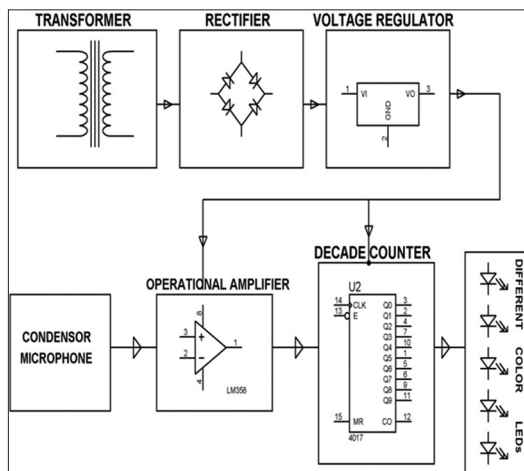 TRANSFORMER
RECTIFIER
VOLTAGE REGULATOR
1
VI
VO
3
GND
2
OPERATIONAL AMPLIFIER
DECADE COUNTER
CONDENSOR
MICROPHONE
8
3
2
1
4
LM358
U2
14
CLK
13
E
15
MR
Q0
3
Q1
2
Q2
4
Q3
7
Q4
10
Q5
1
Q6
5
Q7
6
Q8
9
Q9
11
CO
12
4017
DIFFERENT COLOR LEDs